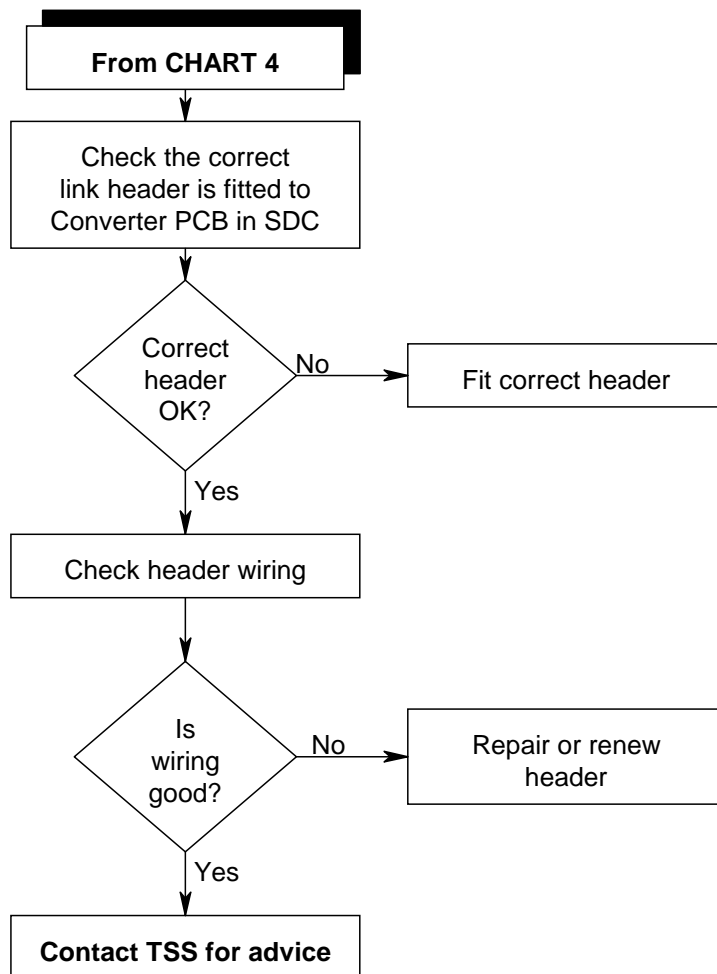 From CHART 4
Check the correct
link header is fitted to
Converter PCB in SDC
Correct
header
OK?
No
Fit correct header
Yes
Check header wiring
Is
wiring
good?
No
Repair or renew
header
Yes
Contact TSS for advice